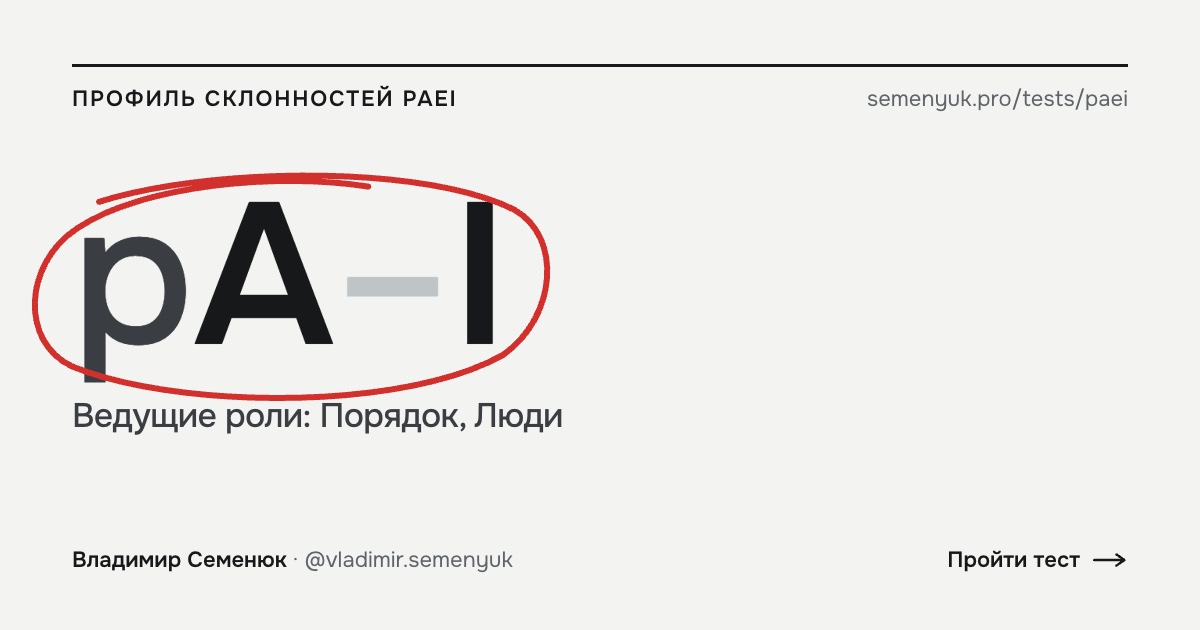 ПРОФИЛЬ СКЛОННОСТЕЙ PAEI
semenyuk.pro/tests/paei
pA–I
Ведущие роли: Порядок, Люди
Владимир Семенюк · @vladimir.semenyuk
Пройти тест →